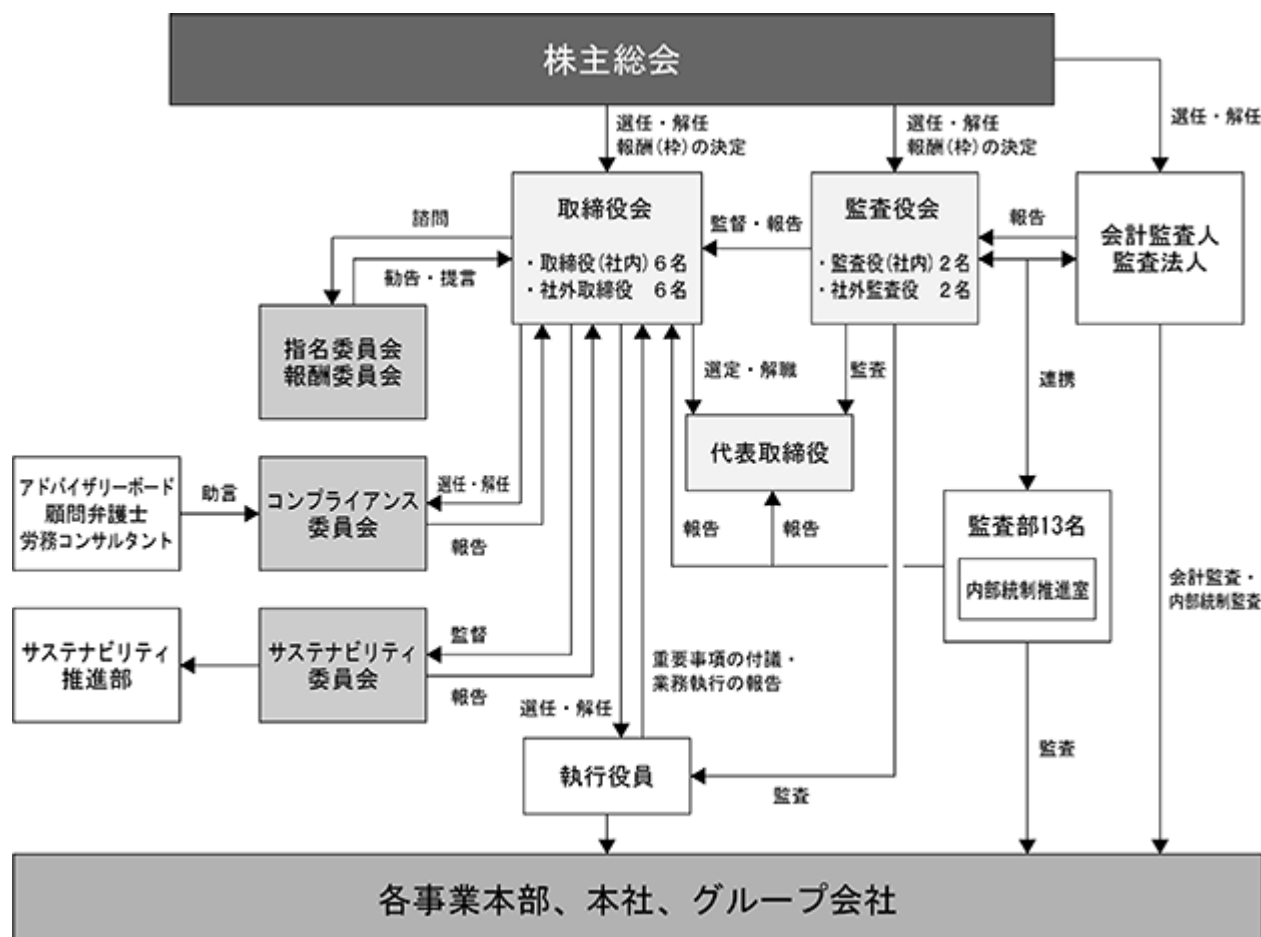 株主総会
選任・解任
報酬(枠)の決定
選任・解任
報酬(枠)の決定
選任・解任
取締役会
・取締役(社内)6名
・社外取締役 6名
監督・報告
監査役会
・監査役(社内)2名
・社外監査役 2名
報告
会計監査人
監査法人
諮問
勧告・提言
指名委員会
報酬委員会
選定・解職
監査
連携
代表取締役
アドバイザリーボード
顧問弁護士
労務コンサルタント
助言
コンプライアンス
委員会
選任・解任
報告
報告
報告
監査部13名
内部統制推進室
会計監査・
内部統制監査
サステナビリティ
推進部
サステナビリティ
委員会
監督
報告
選任・解任
重要事項の付議・
業務執行の報告
執行役員
監査
監査
各事業本部、本社、グループ会社